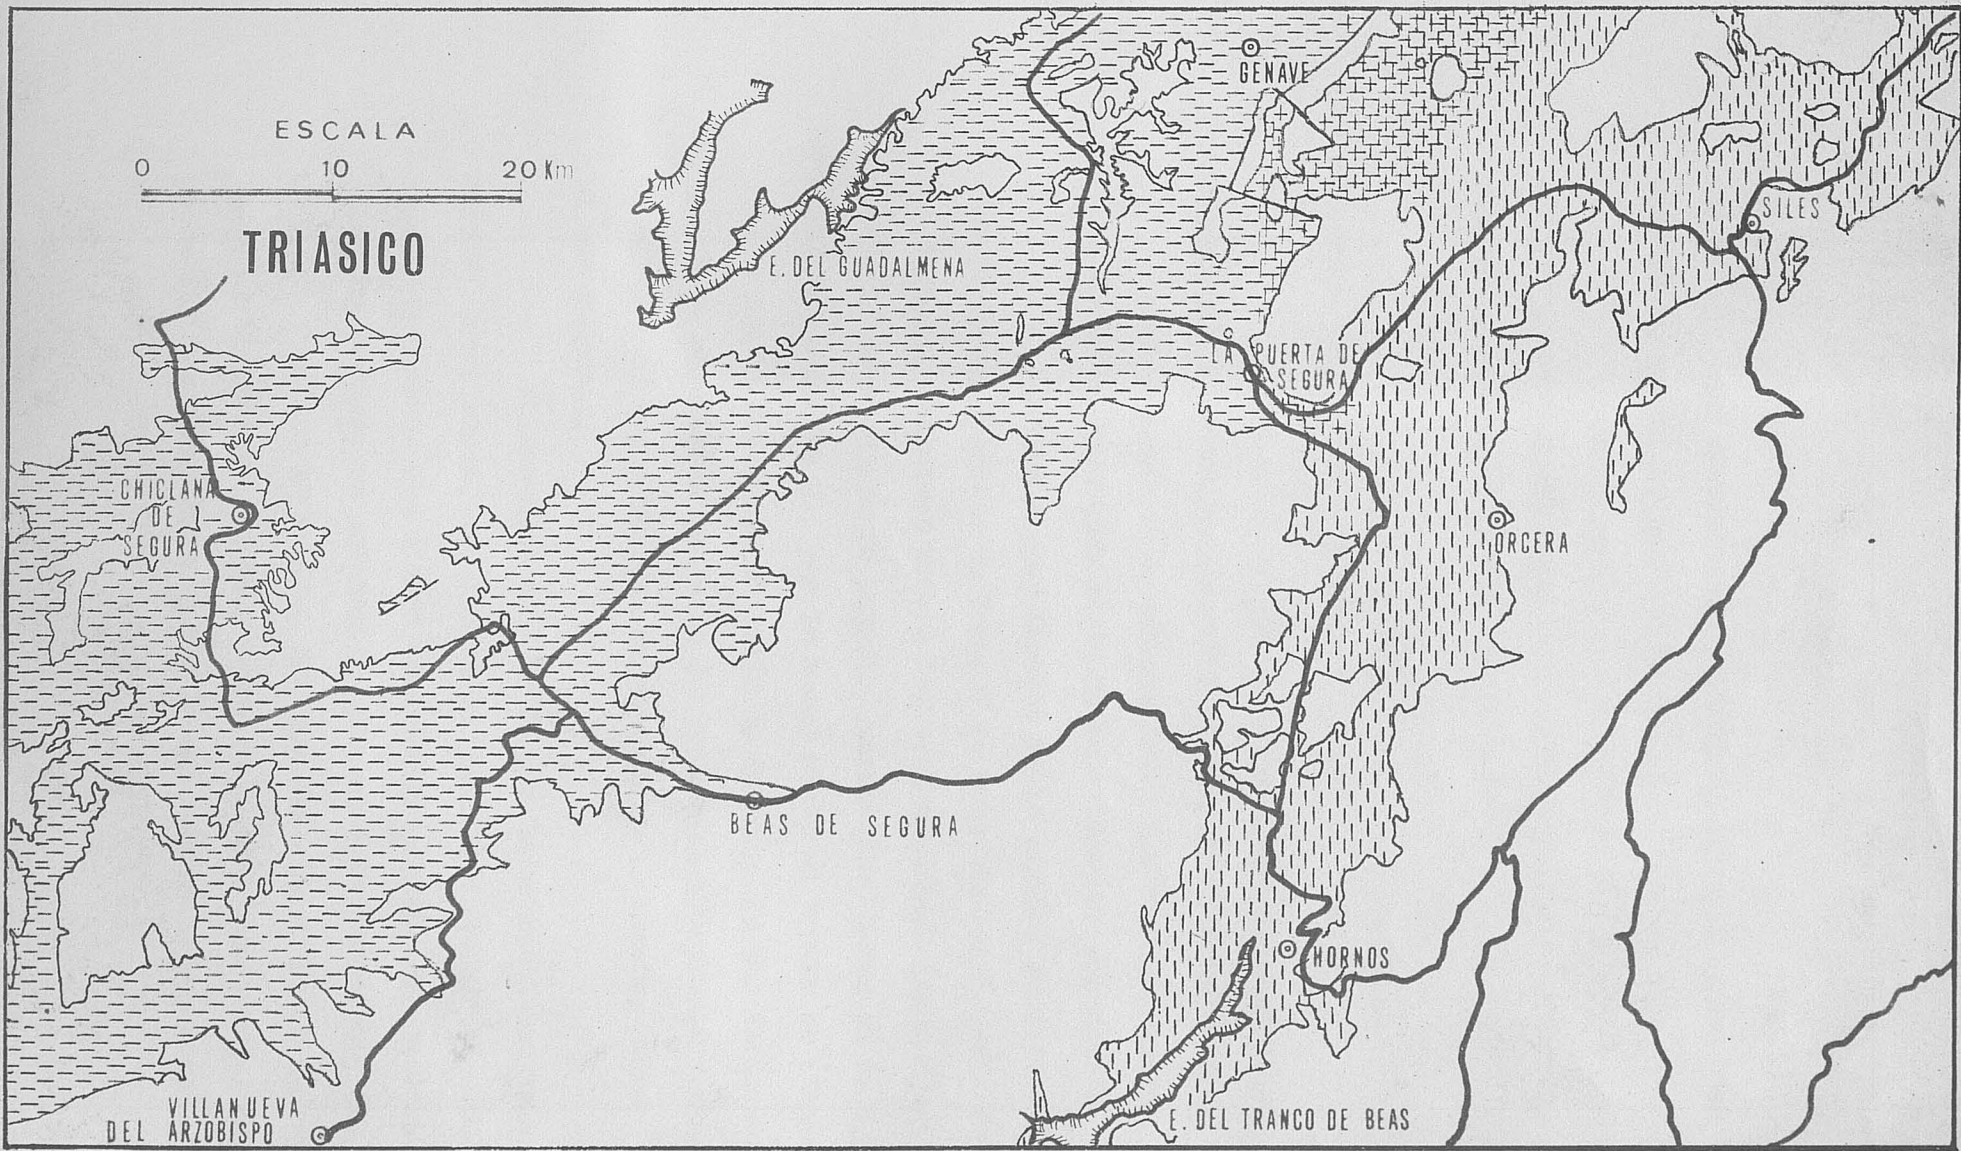 ESCALA
0 10 20 Km
TRIASICO
GENAVE
SILES
E. DEL GUADALMENA
LA PUERTA DE
SEGURA
CHICLANA
DE
SEGURA
ORCERA
BEAS DE SEGURA
HORNOS
VILLANUEVA
DEL ARZOBISPO
E. DEL TRANCO DE BEAS